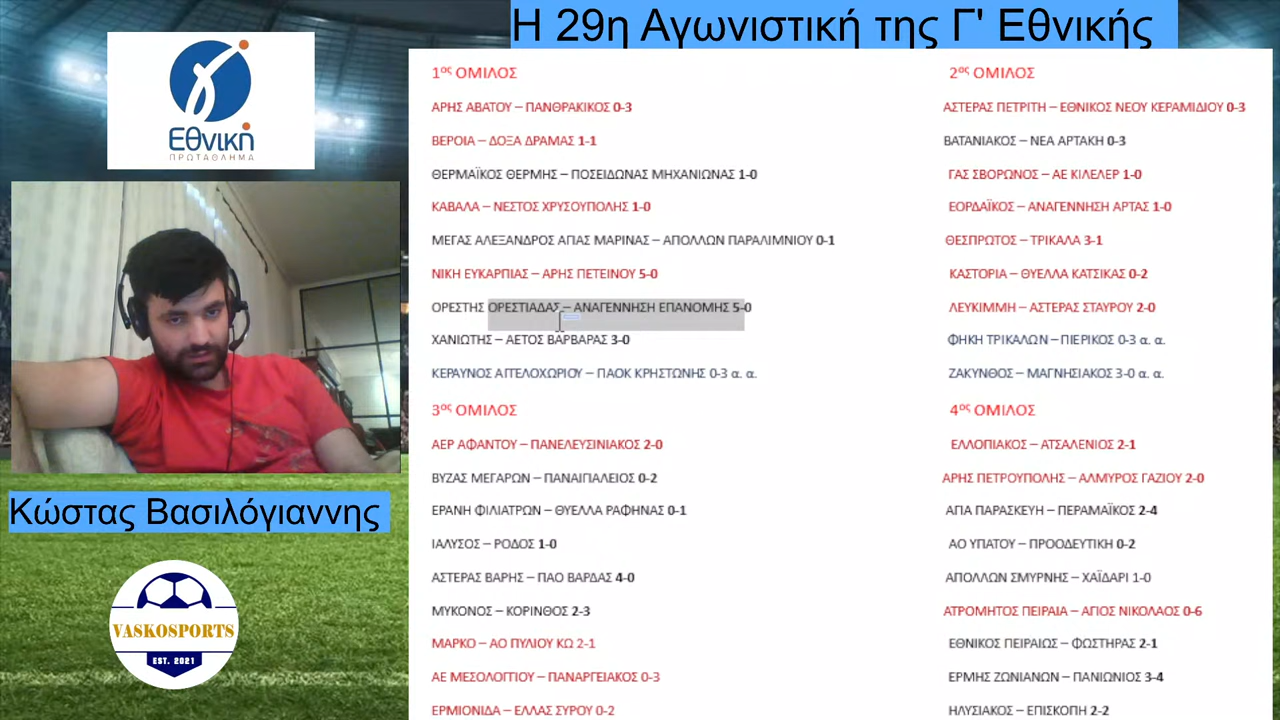 Η 29η Αγωνιστική της Γ' Εθνικής
γ
Εθνική
ΠΡΩΤΑΘΛΗΜΑ
Κώστας Βασιλόγιαννης
VASKOSPORTS
EST. 2021
1ος ΟΜΙΛΟΣ
ΑΡΗΣ ΑΒΑΤΟΥ – ΠΑΝΘΡΑΚΙΚΟΣ 0-3
ΒΕΡΟΙΑ – ΔΟΞΑ ΔΡΑΜΑΣ 1-1
ΘΕΡΜΑΪΚΟΣ ΘΕΡΜΗΣ – ΠΟΣΕΙΔΩΝΑΣ ΜΗΧΑΝΙΩΝΑΣ 1-0
ΚΑΒΑΛΑ – ΝΕΣΤΟΣ ΧΡΥΣΟΥΠΟΛΗΣ 1-0
ΜΕΓΑΣ ΑΛΕΞΑΝΔΡΟΣ ΑΓΙΑΣ ΜΑΡΙΝΑΣ – ΑΠΟΛΛΩΝ ΠΑΡΑΛΙΜΝΙΟΥ 0-1
ΝΙΚΗ ΕΥΚΑΡΠΙΑΣ – ΑΡΗΣ ΠΕΤΕΙΝΟΥ 5-0
ΟΡΕΣΤΗΣ ΟΡΕΣΤΙΑΔΑΣ – ΑΝΑΓΕΝΝΗΣΗ ΕΠΑΝΟΜΗΣ 5-0
ΧΑΝΙΩΤΗΣ – ΑΕΤΟΣ ΒΑΡΒΑΡΑΣ 3-0
ΚΕΡΑΥΝΟΣ ΑΓΓΕΛΟΧΩΡΙΟΥ – ΠΑΟΚ ΚΡΗΣΤΩΝΗΣ 0-3 α. α.
2ος ΟΜΙΛΟΣ
ΑΣΤΕΡΑΣ ΠΕΤΡΙΤΗ – ΕΘΝΙΚΟΣ ΝΕΟΥ ΚΕΡΑΜΙΔΙΟΥ 0-3
ΒΑΤΑΝΙΑΚΟΣ – ΝΕΑ ΑΡΤΑΚΗ 0-3
ΓΑΣ ΣΒΟΡΩΝΟΣ – ΑΕ ΚΙΛΕΛΕΡ 1-0
ΕΟΡΔΑΪΚΟΣ – ΑΝΑΓΕΝΝΗΣΗ ΑΡΤΑΣ 1-0
ΘΕΣΠΡΩΤΟΣ – ΤΡΙΚΑΛΑ 3-1
ΚΑΣΤΟΡΙΑ – ΘΥΕΛΛΑ ΚΑΤΣΙΚΑΣ 0-2
ΛΕΥΚΙΜΜΗ – ΑΣΤΕΡΑΣ ΣΤΑΥΡΟΥ 2-0
ΦΗΚΗ ΤΡΙΚΑΛΩΝ – ΠΙΕΡΙΚΟΣ 0-3 α. α.
ΖΑΚΥΝΘΟΣ – ΜΑΓΝΗΣΙΑΚΟΣ 3-0 α. α.
3ος ΟΜΙΛΟΣ
ΑΕΡ ΑΦΑΝΤΟΥ – ΠΑΝΕΛΕΥΣΙΝΙΑΚΟΣ 2-0
ΒΥΖΑΣ ΜΕΓΑΡΩΝ – ΠΑΝΑΙΓΙΑΛΕΙΟΣ 0-2
ΕΡΑΝΗ ΦΙΛΙΑΤΡΩΝ – ΘΥΕΛΛΑ ΡΑΦΗΝΑΣ 0-1
ΙΑΛΥΣΟΣ – ΡΟΔΟΣ 1-0
ΑΣΤΕΡΑΣ ΒΑΡΗΣ – ΠΑΟ ΒΑΡΔΑΣ 4-0
ΜΥΚΟΝΟΣ – ΚΟΡΙΝΘΟΣ 2-3
ΜΑΡΚΟ – ΑΟ ΠΥΛΙΟΥ ΚΩ 2-1
ΑΕ ΜΕΣΟΛΟΓΓΙΟΥ – ΠΑΝΑΡΓΕΙΑΚΟΣ 0-3
ΕΡΜΙΟΝΙΔΑ – ΕΛΛΑΣ ΣΥΡΟΥ 0-2
4ος ΟΜΙΛΟΣ
ΕΛΛΟΠΙΑΚΟΣ – ΑΤΣΑΛΕΝΙΟΣ 2-1
ΑΡΗΣ ΠΕΤΡΟΥΠΟΛΗΣ – ΑΛΜΥΡΟΣ ΓΑΖΙΟΥ 2-0
ΑΓΙΑ ΠΑΡΑΣΚΕΥΗ – ΠΕΡΑΜΑΪΚΟΣ 2-4
ΑΟ ΥΠΑΤΟΥ – ΠΡΟΟΔΕΥΤΙΚΗ 0-2
ΑΠΟΛΛΩΝ ΣΜΥΡΝΗΣ – ΧΑΪΔΑΡΙ 1-0
ΑΤΡΟΜΗΤΟΣ ΠΕΙΡΑΙΑ – ΑΓΙΟΣ ΝΙΚΟΛΑΟΣ 0-6
ΕΘΝΙΚΟΣ ΠΕΙΡΑΙΩΣ – ΦΩΣΤΗΡΑΣ 2-1
ΕΡΜΗΣ ΖΩΝΙΑΝΩΝ – ΠΑΝΙΩΝΙΟΣ 3-4
ΗΛΥΣΙΑΚΟΣ – ΕΠΙΣΚΟΠΗ 2-2